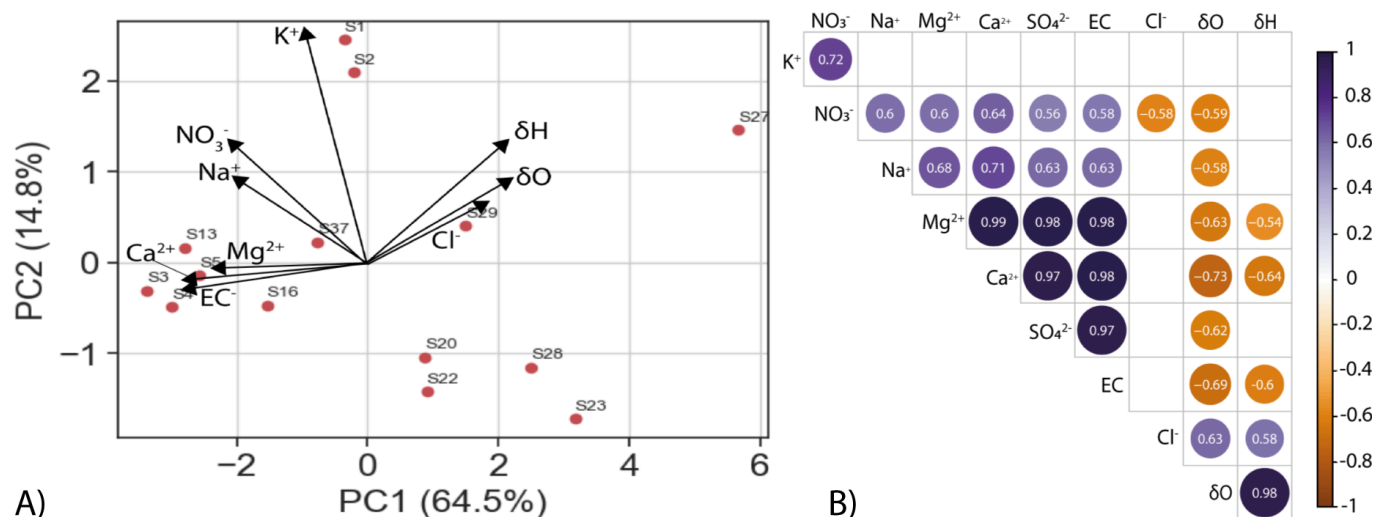 A)
PC2 (14.8%)
2
1
0
−1
−2
0
2
4
6
PC1 (64.5%)
K⁺
S1
S2
S27
NO₃⁻
Na⁺
δH
δO
S29
Cl⁻
S37
S13
Ca²⁺
Mg²⁺
S5
S3
S4
EC⁻
S16
S20
S28
S22
S23
B)
NO₃⁻ Na⁺ Mg²⁺ Ca²⁺ SO₄²⁻ EC Cl⁻ δO δH
K⁺ 0.72
NO₃⁻ 0.6 0.6 0.64 0.56 0.58 −0.58 −0.59
Na⁺ 0.68 0.71 0.63 0.63 −0.58
Mg²⁺ 0.99 0.98 0.98 −0.63 −0.54
Ca²⁺ 0.97 0.98 −0.73 −0.64
SO₄²⁻ 0.97 −0.62
EC −0.69 −0.6
Cl⁻ 0.63 0.58
δO 0.98
1
0.8
0.6
0.4
0.2
0
-0.2
-0.4
-0.6
-0.8
-1